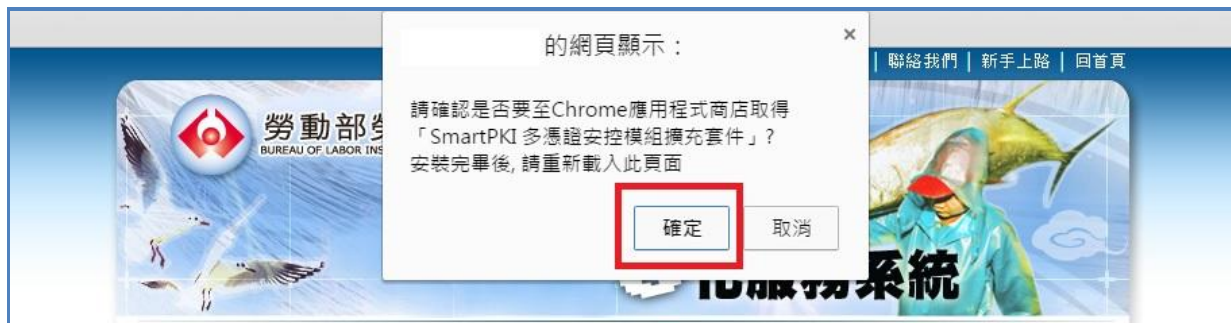 的網頁顯示：
×
| 聯絡我們 | 新手上路 | 回首頁
請確認是否要至Chrome應用程式商店取得
「SmartPKI 多憑證安控模組擴充套件」?
安裝完畢後, 請重新載入此頁面
確定
取消
勞動部
BUREAU OF LABOR
服務系統